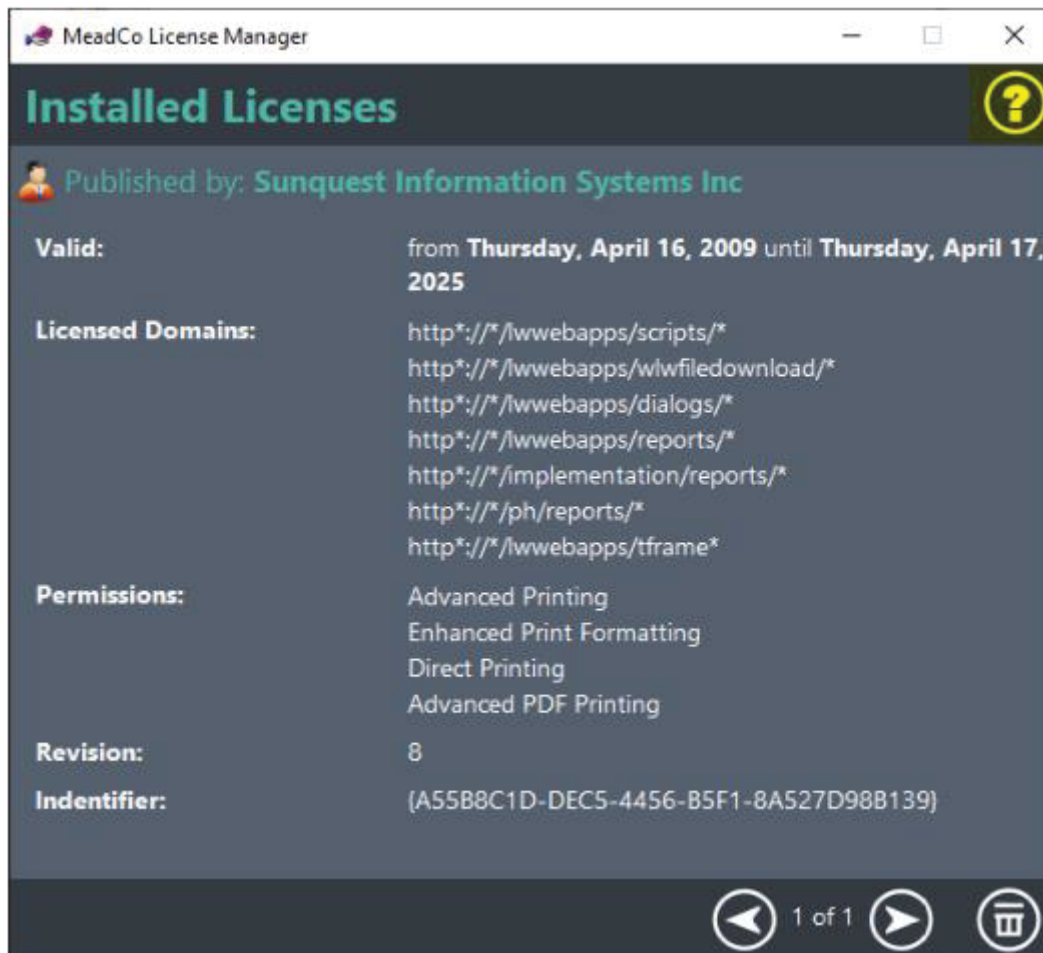 MeadCo License Manager
Installed Licenses
?
Published by: Sunquest Information Systems Inc
Valid: from Thursday, April 16, 2009 until Thursday, April 17,
2025
Licensed Domains: http*://*/lwwebapps/scripts/*
http*://*/lwwebapps/wlwfiledownload/*
http*://*/lwwebapps/dialogs/*
http*://*/lwwebapps/reports/*
http*://*/implementation/reports/*
http*://*/ph/reports/*
http*://*/lwwebapps/tframe*
Permissions: Advanced Printing
Enhanced Print Formatting
Direct Printing
Advanced PDF Printing
Revision: 8
Indentifier: {A55B8C1D-DEC5-4456-B5F1-8A527D98B139}
1 of 1